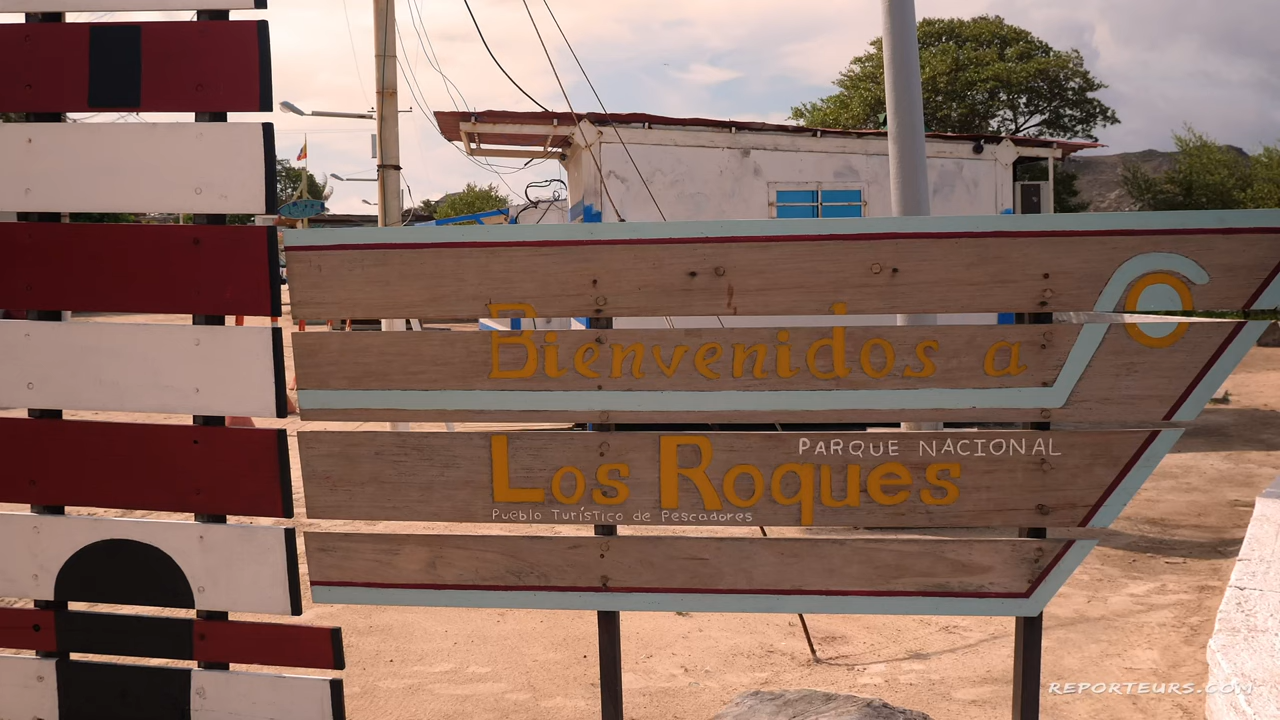 Bienvenidos a
PARQUE NACIONAL
Los Roques
Pueblo Turístico de Pescadores
REPORTEURS.COM